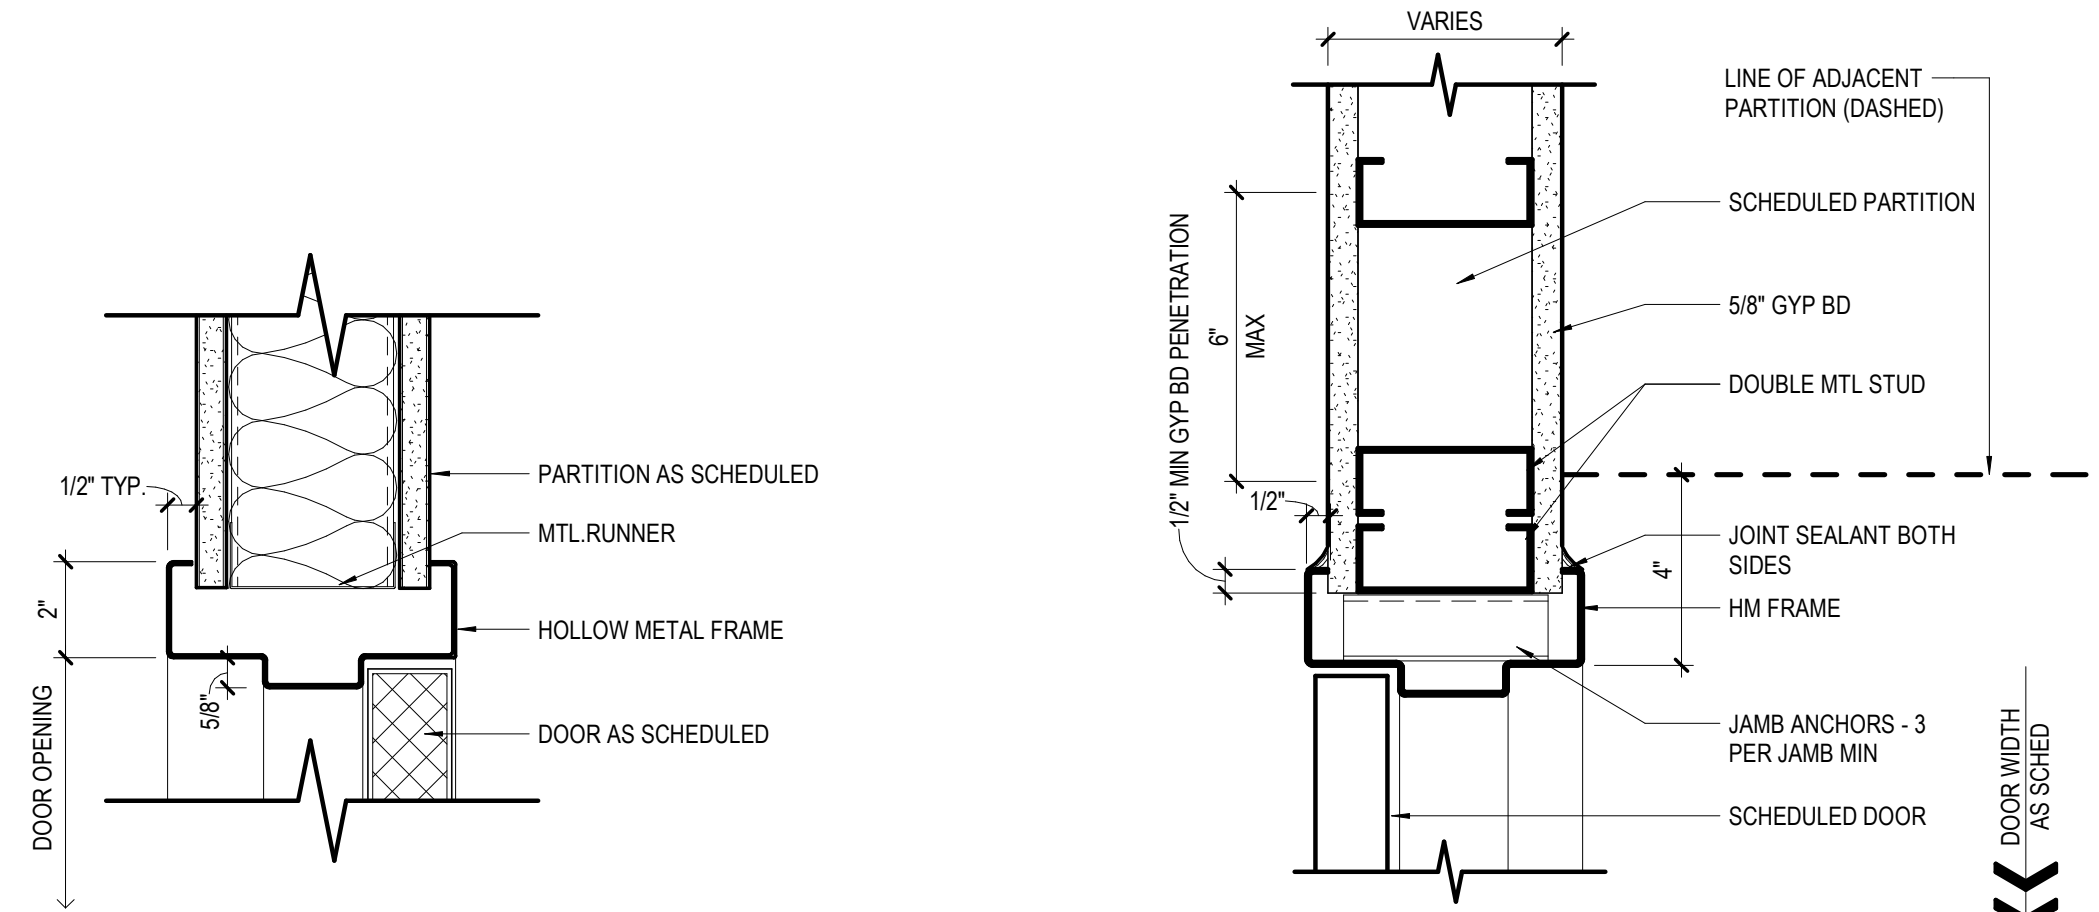 1/2" TYP.
2"
5/8"
DOOR OPENING
PARTITION AS SCHEDULED
MTL.RUNNER
HOLLOW METAL FRAME
DOOR AS SCHEDULED
VARIES
1/2" MIN GYP BD PENETRATION
6"
MAX
1/2"
LINE OF ADJACENT
PARTITION (DASHED)
SCHEDULED PARTITION
5/8" GYP BD
DOUBLE MTL STUD
4"
JOINT SEALANT BOTH
SIDES
HM FRAME
JAMB ANCHORS - 3
PER JAMB MIN
SCHEDULED DOOR
DOOR WIDTH
AS SCHED